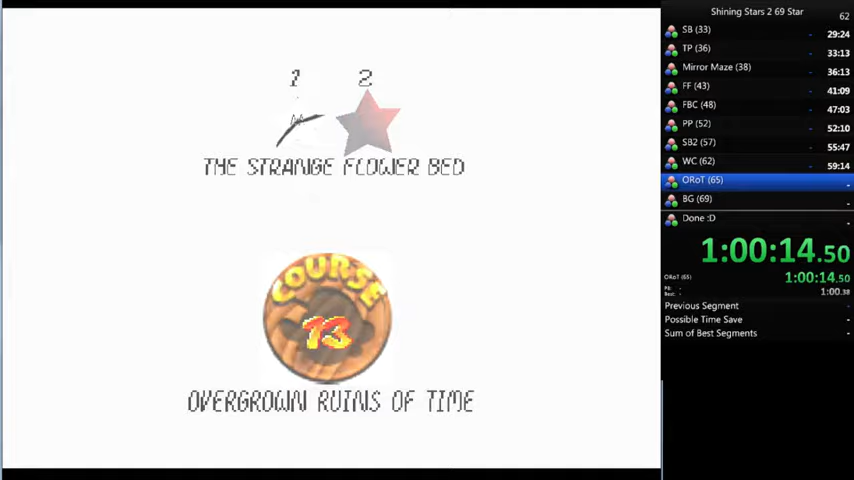 1 2
THE STRANGE FLOWER BED
COURSE
13
OVERGROWN RUINS OF TIME
Shining Stars 2 69 Star
62
SB (33) - 29:24
TP (36) - 33:13
Mirror Maze (38) - 36:13
FF (43) - 41:09
FBC (48) - 47:03
PP (52) - 52:10
SB2 (57) - 55:47
WC (62) - 59:14
ORoT (65) -
BG (69) -
Done :D -
1:00:14.50
ORoT (65) 1:00:14.50
PB: -
Best: - 1:00.38
Previous Segment -
Possible Time Save -
Sum of Best Segments -